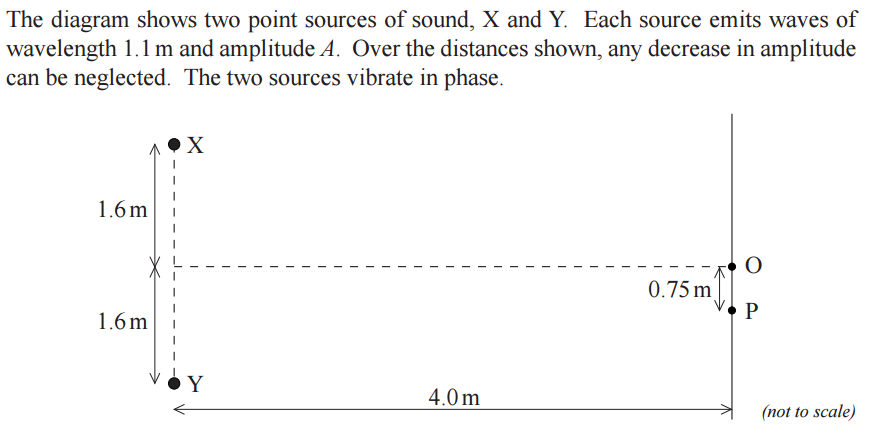 The diagram shows two point sources of sound, X and Y. Each source emits waves of
wavelength 1.1 m and amplitude A. Over the distances shown, any decrease in amplitude
can be neglected. The two sources vibrate in phase.
X
1.6 m
O
0.75 m
P
1.6 m
Y
4.0 m
(not to scale)